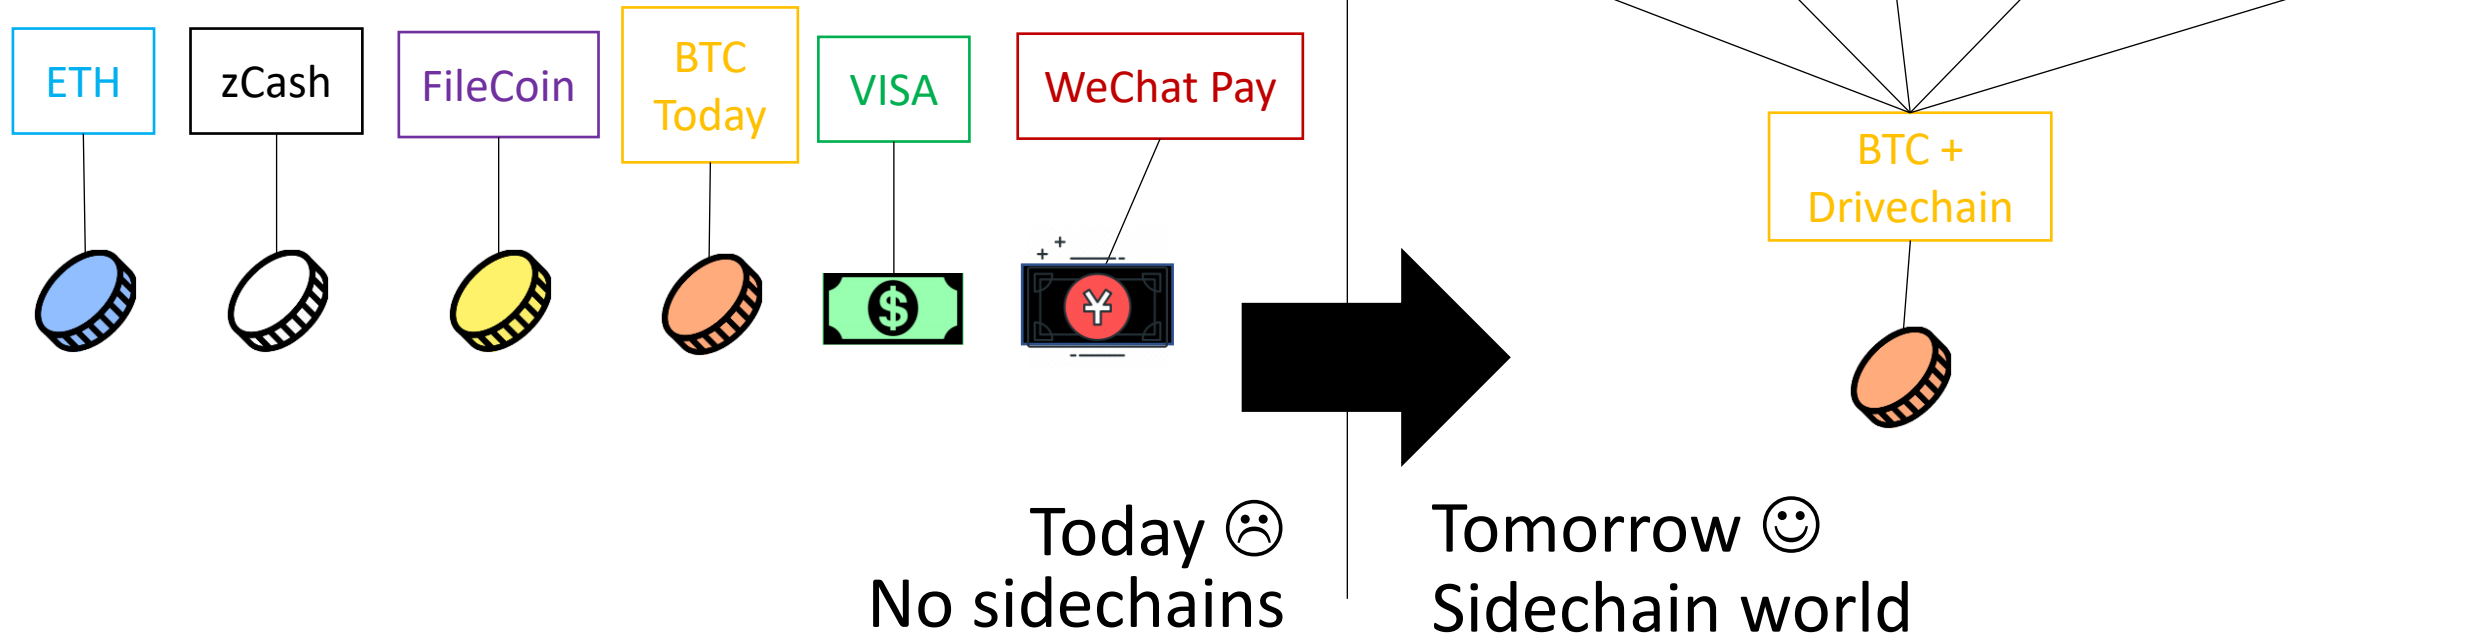 ETH
zCash
FileCoin
BTC
Today
VISA
WeChat Pay
$
¥
Today ☹
No sidechains
BTC +
Drivechain
Tomorrow ☺
Sidechain world